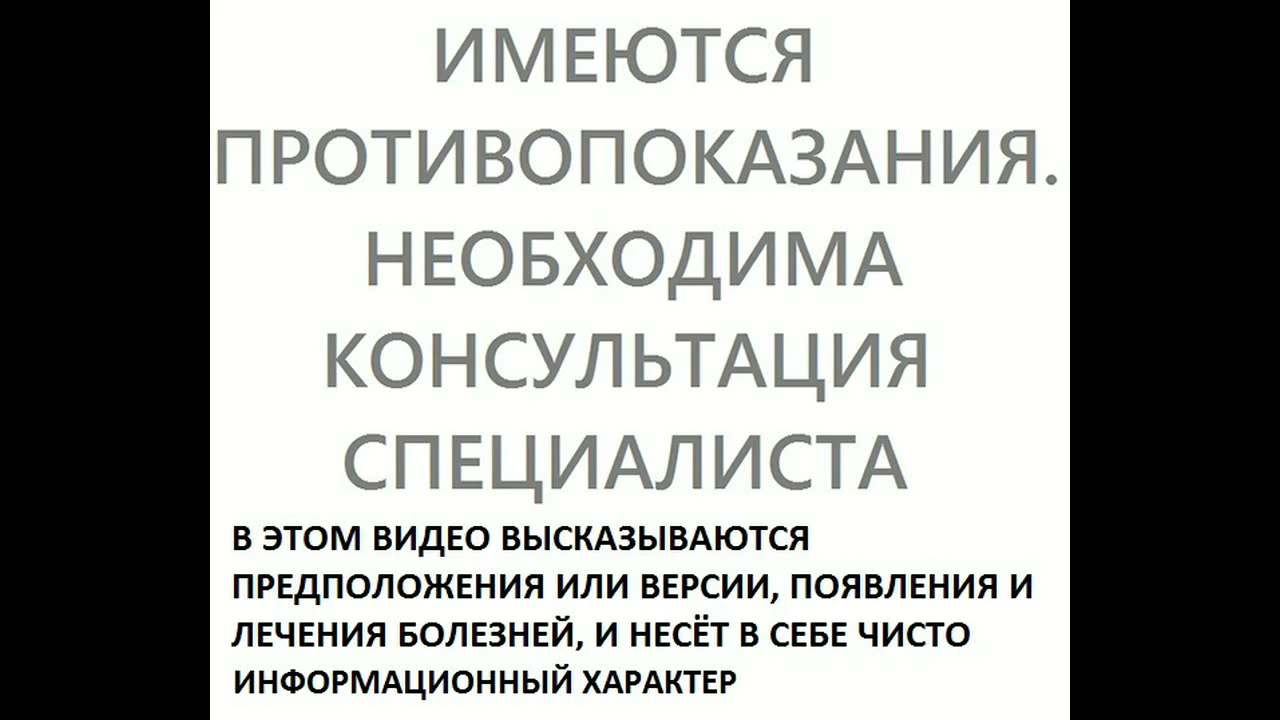 ИМЕЮТСЯ
ПРОТИВОПОКАЗАНИЯ.
НЕОБХОДИМА
КОНСУЛЬТАЦИЯ
СПЕЦИАЛИСТА
В ЭТОМ ВИДЕО ВЫСКАЗЫВАЮТСЯ
ПРЕДПОЛОЖЕНИЯ ИЛИ ВЕРСИИ, ПОЯВЛЕНИЯ И
ЛЕЧЕНИЯ БОЛЕЗНЕЙ, И НЕСЁТ В СЕБЕ ЧИСТО
ИНФОРМАЦИОННЫЙ ХАРАКТЕР